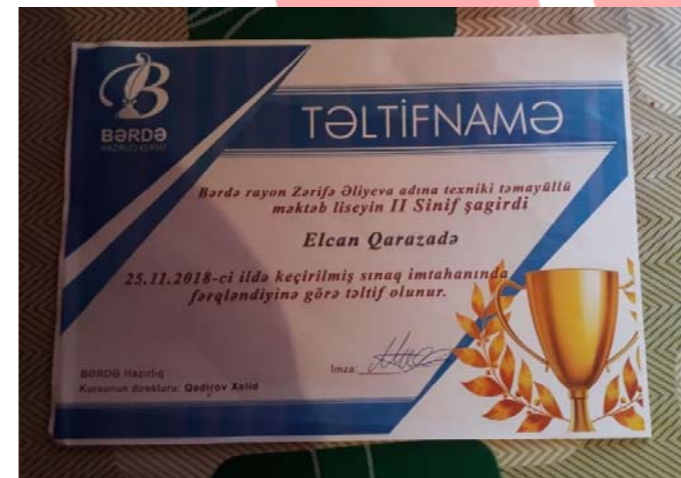 B
BƏRDƏ
HAZIRLIQ KURSU
TƏLTİFNAMƏ
Bərdə rayon Zərifə Əliyeva adına texniki təmayüllü
məktəb liseyin II Sinif şagirdi
Elcan Qarazadə
25.11.2018-ci ildə keçirilmiş sınaq imtahanında
fərqləndiyinə görə təltif olunur.
BƏRDƏ Hazırlıq
Kursunun direktoru: Qədirov Xalid
İmza: